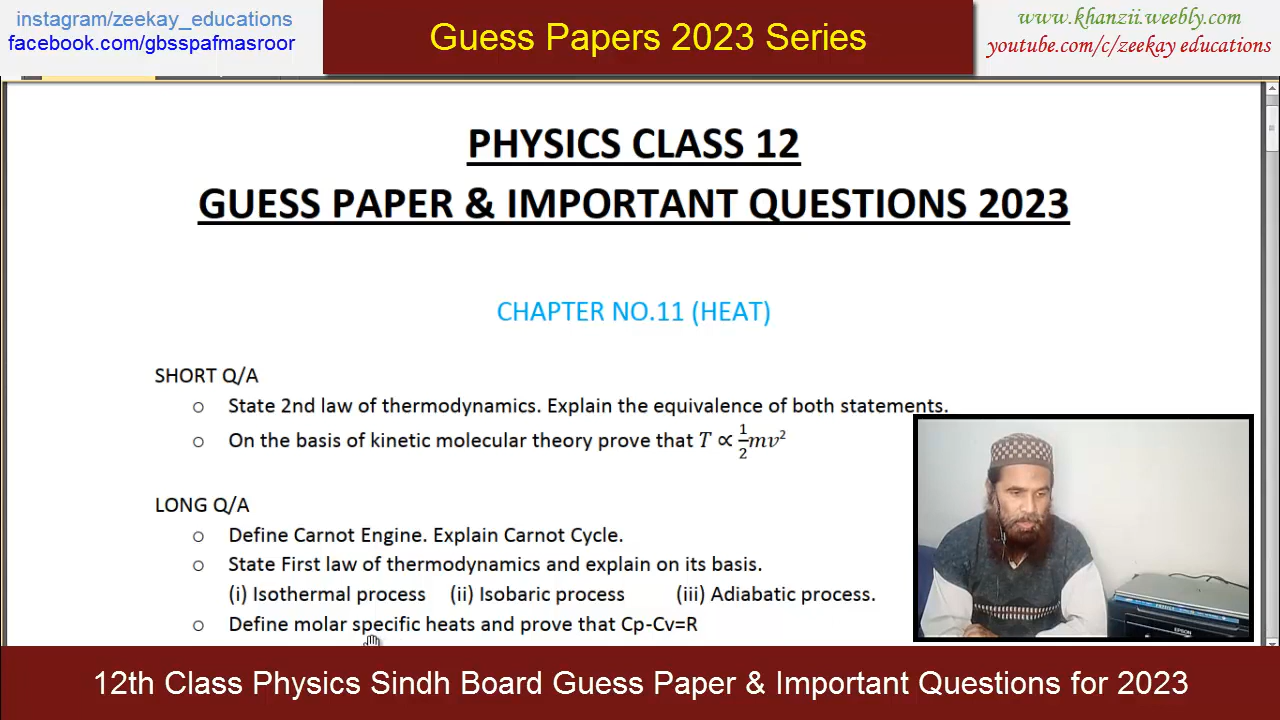 instagram/zeekay_educations
facebook.com/gbsspafmasroor
Guess Papers 2023 Series
www.khanzii.weebly.com
youtube.com/c/zeekay educations
PHYSICS CLASS 12
GUESS PAPER & IMPORTANT QUESTIONS 2023
CHAPTER NO.11 (HEAT)
SHORT Q/A
o State 2nd law of thermodynamics. Explain the equivalence of both statements.
o On the basis of kinetic molecular theory prove that T ∝ 1/2 mv²
LONG Q/A
o Define Carnot Engine. Explain Carnot Cycle.
o State First law of thermodynamics and explain on its basis.
(i) Isothermal process (ii) Isobaric process (iii) Adiabatic process.
o Define molar specific heats and prove that Cp-Cv=R
EPSON
12th Class Physics Sindh Board Guess Paper & Important Questions for 2023